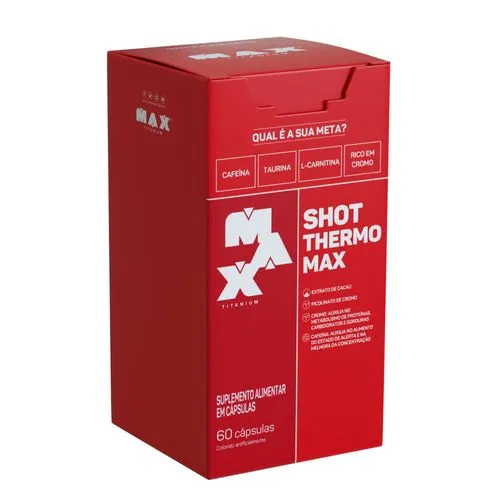 MAX
MAX
TITANIUM
QUAL É A SUA META?
CAFEÍNA
TAURINA
L-CARNITINA
RICO EM
CROMO
MAX
TITANIUM
SHOT
THERMO
MAX
EXTRATO DE CACAU
PICOLINATO DE CROMO
CROMO: AUXILIA NO
METABOLISMO DE PROTEÍNAS,
CARBOIDRATOS E GORDURAS
CAFEÍNA: AUXILIA NO AUMENTO
DO ESTADO DE ALERTA E NA
MELHORA DA CONCENTRAÇÃO
SUPLEMENTO ALIMENTAR
EM CÁPSULAS
60 cápsulas
Colorido artificialmente